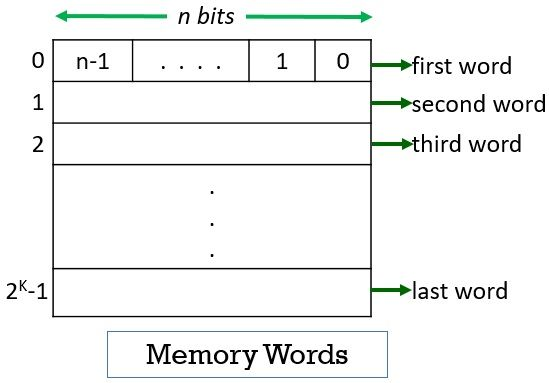 n bits
0 n-1 . . . . 1 0 first word
1 second word
2 third word
.
.
.
2ᴷ-1 last word
Memory Words